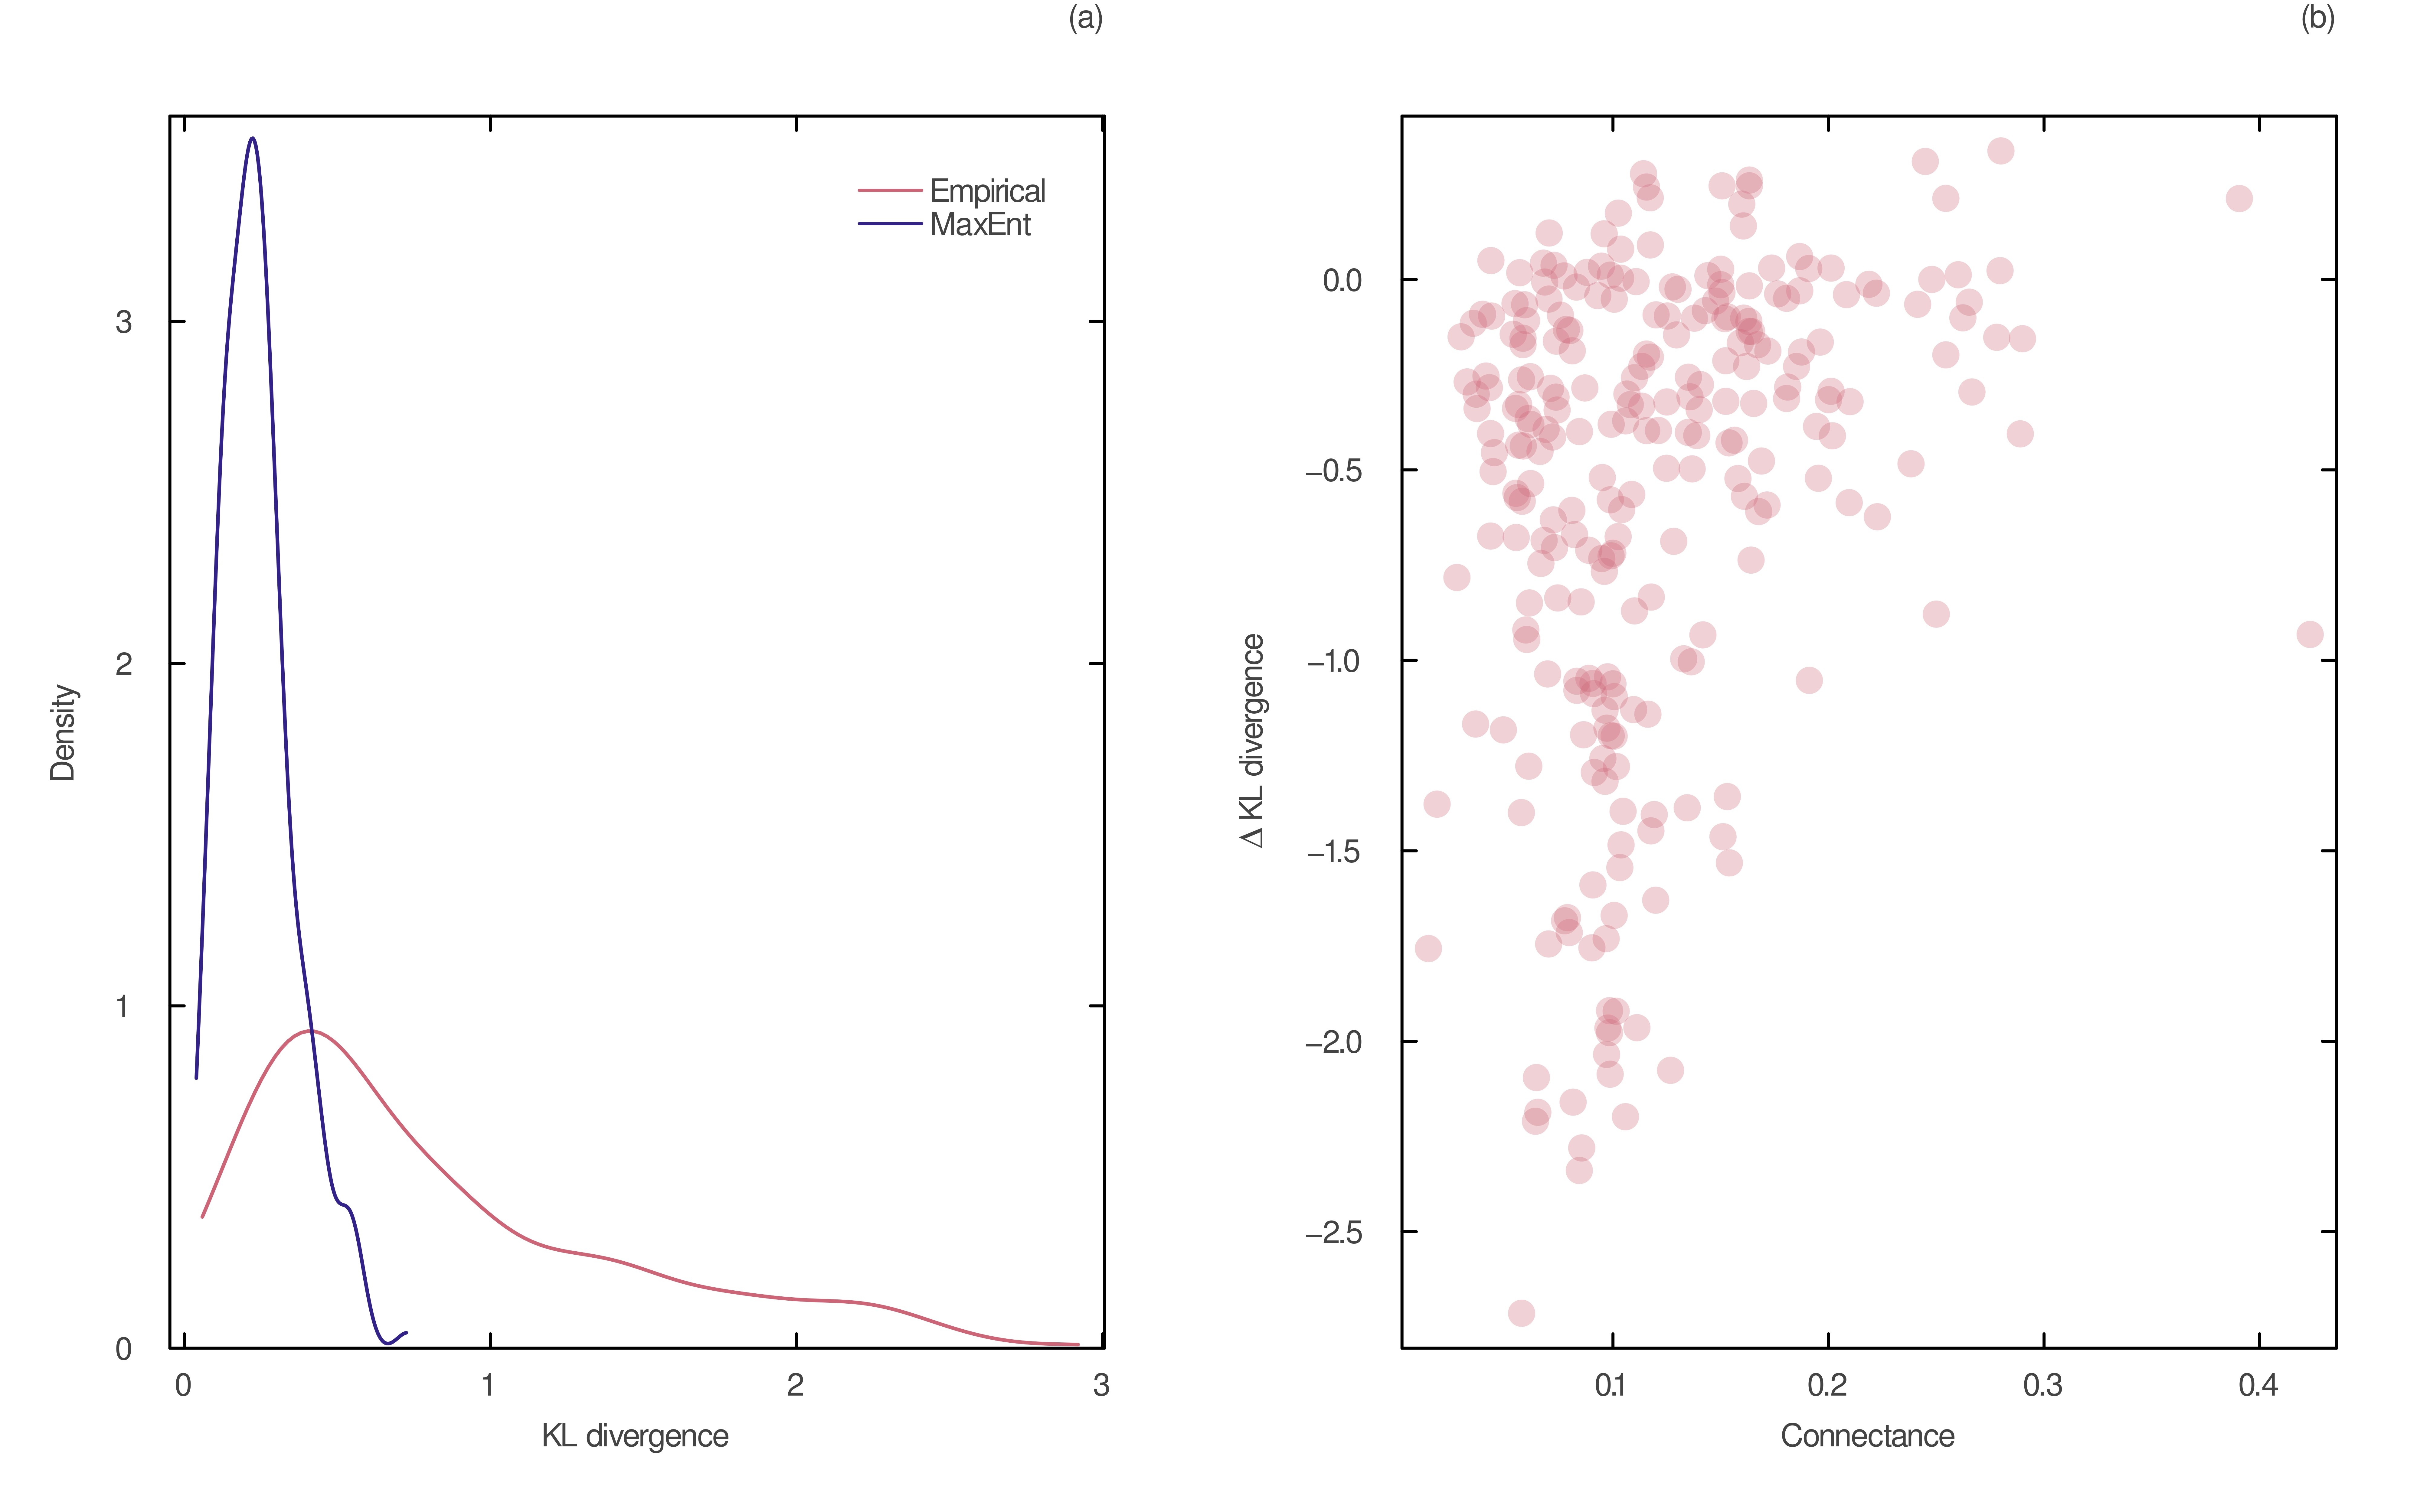 (a)
(b)
Empirical
MaxEnt
3
2
1
0
Density
0 1 2 3
KL divergence
0.0
−0.5
−1.0
−1.5
−2.0
−2.5
Δ KL divergence
0.1 0.2 0.3 0.4
Connectance